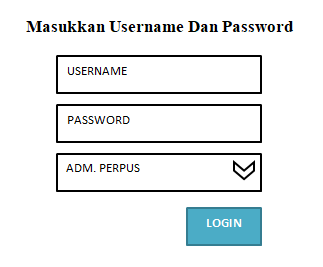 Masukkan Username Dan Password
USERNAME
PASSWORD
ADM. PERPUS
LOGIN